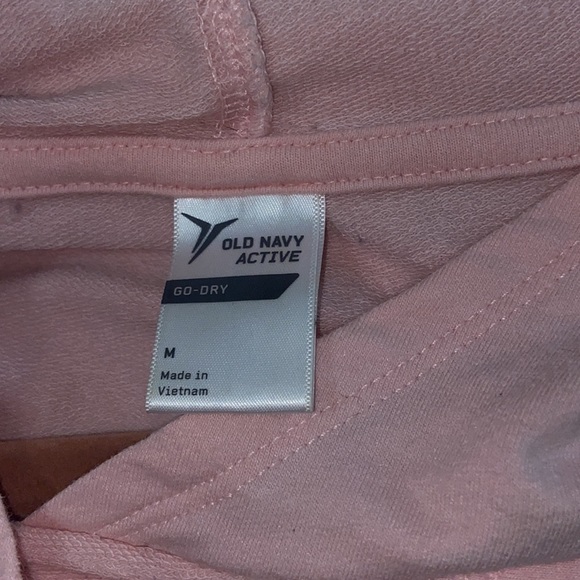 OLD NAVY
ACTIVE
GO-DRY
M
Made in
Vietnam